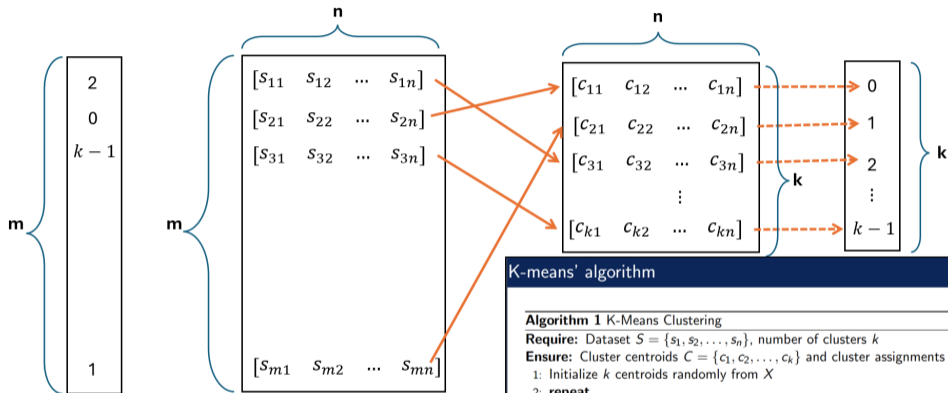 n
n
m
2
0
k − 1
1
m
[s₁₁ s₁₂ ... s₁ₙ]
[s₂₁ s₂₂ ... s₂ₙ]
[s₃₁ s₃₂ ... s₃ₙ]
[sₘ₁ sₘ₂ ... sₘₙ]
[c₁₁ c₁₂ ... c₁ₙ]
[c₂₁ c₂₂ ... c₂ₙ]
[c₃₁ c₃₂ ... c₃ₙ]
⋮
[cₖ₁ cₖ₂ ... cₖₙ]
k
0
1
2
⋮
k − 1
k
K-means' algorithm
Algorithm 1 K-Means Clustering
Require: Dataset S = {s₁, s₂, . . . , sₙ}, number of clusters k
Ensure: Cluster centroids C = {c₁, c₂, . . . , cₖ} and cluster assignments
1: Initialize k centroids randomly from X
2: repeat